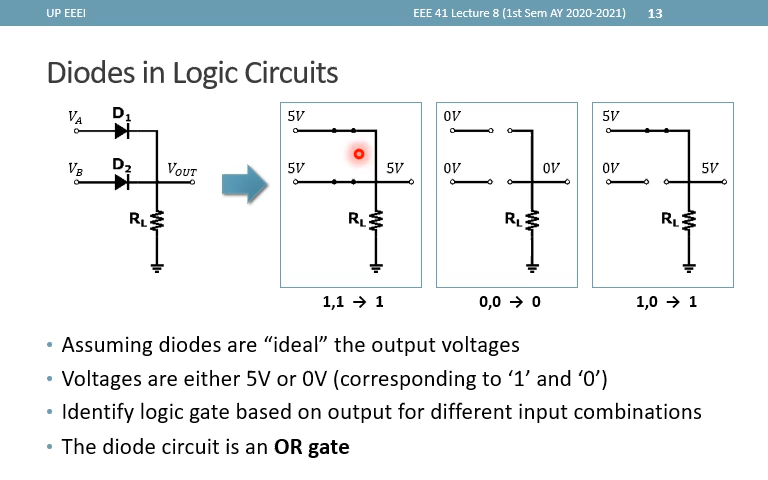 UP EEEI
EEE 41 Lecture 8 (1st Sem AY 2020-2021) 13
Diodes in Logic Circuits
V_A D₁
V_B D₂ V_OUT
R_L
5V
5V 5V
R_L
1,1 → 1
0V
0V 0V
R_L
0,0 → 0
5V
0V 5V
R_L
1,0 → 1
• Assuming diodes are “ideal” the output voltages
• Voltages are either 5V or 0V (corresponding to ‘1’ and ‘0’)
• Identify logic gate based on output for different input combinations
• The diode circuit is an OR gate